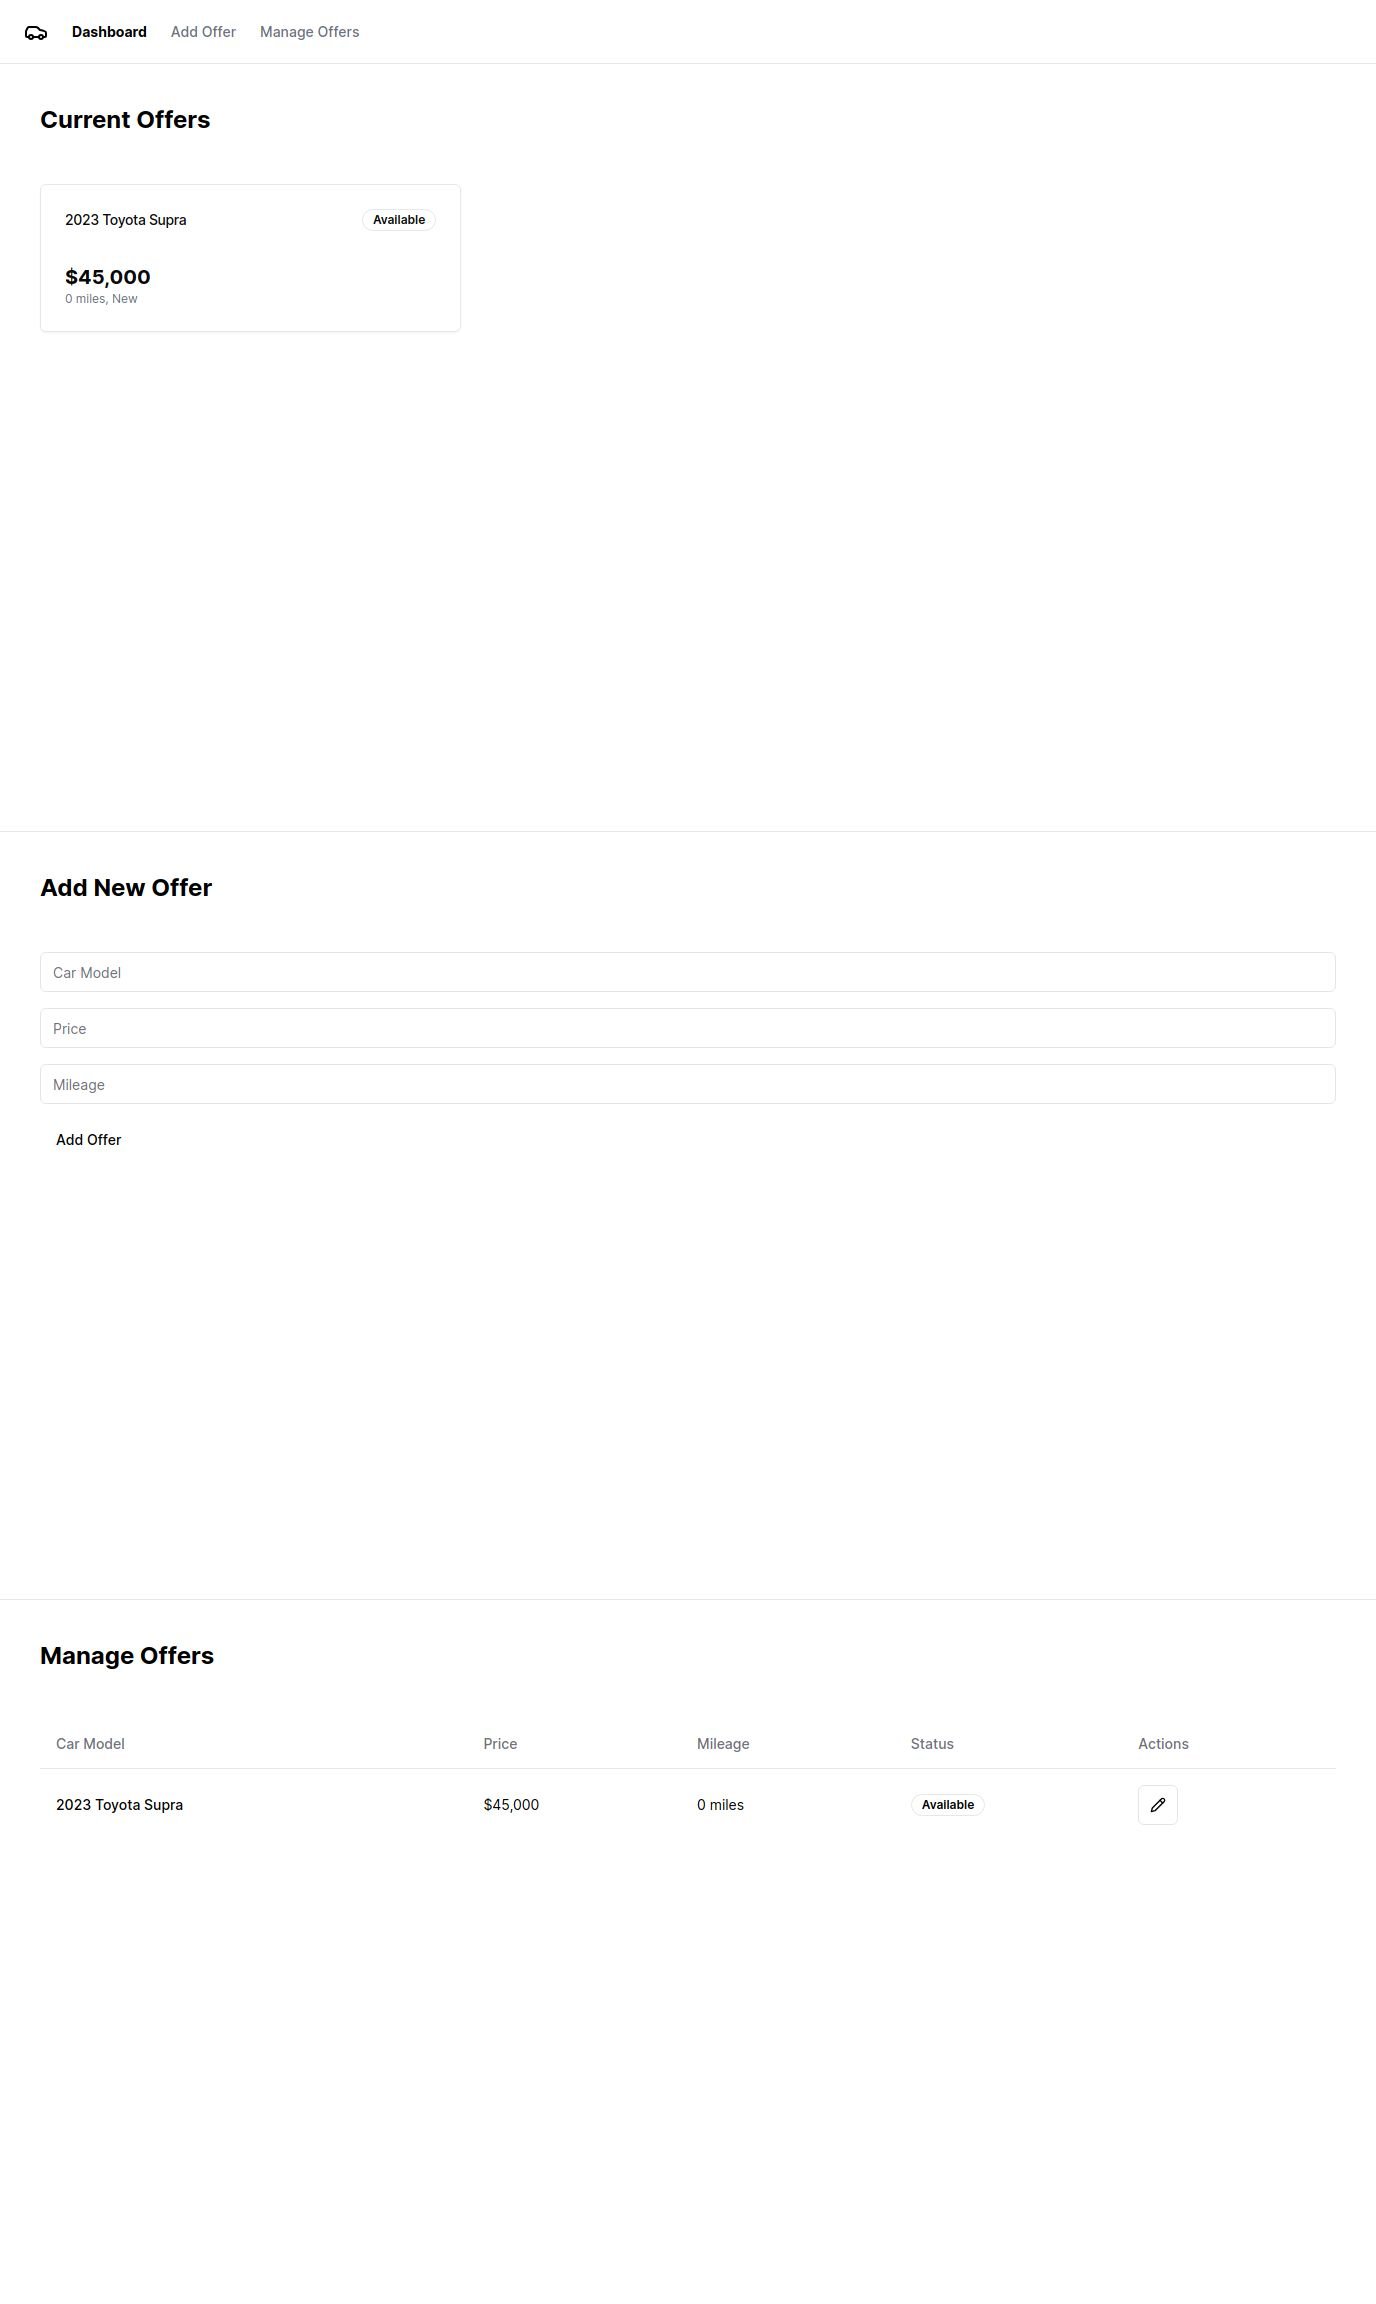 Dashboard Add Offer Manage Offers
Current Offers
2023 Toyota Supra Available
$45,000
0 miles, New
Add New Offer
Car Model
Price
Mileage
Add Offer
Manage Offers
Car Model Price Mileage Status Actions
2023 Toyota Supra $45,000 0 miles Available